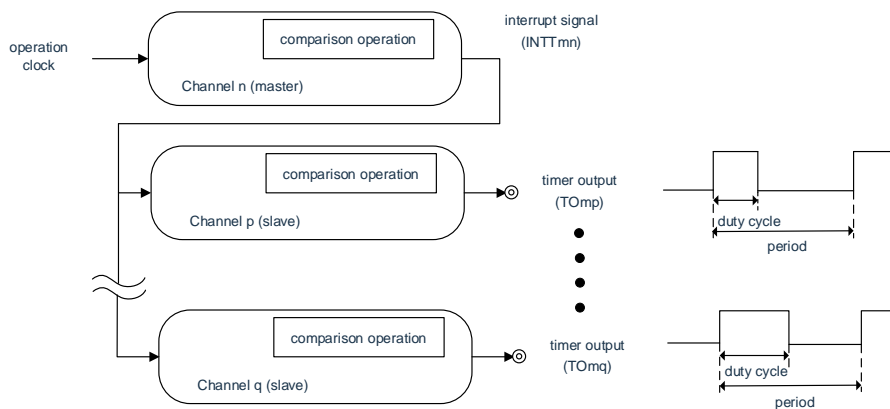 operation
clock
comparison operation
Channel n (master)
interrupt signal
(INTTmn)
comparison operation
Channel p (slave)
timer output
(TOmp)
duty cycle
period
comparison operation
Channel q (slave)
timer output
(TOmq)
duty cycle
period